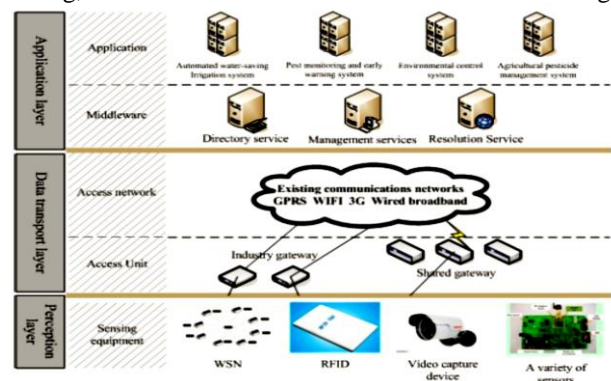 Application layer
Application
Automated water-saving
Irrigation system
Pest monitoring and early
warning system
Environmental control
system
Agricultural pesticide
management system
Middleware
Directory service
Management services
Resolution Service
Data transport layer
Access network
Existing communications networks
GPRS WIFI 3G Wired broadband
Access Unit
Industry gateway
Shared gateway
Perception
layer
Sensing
equipment
WSN
RFID
Video capture
device
A variety of
sensors